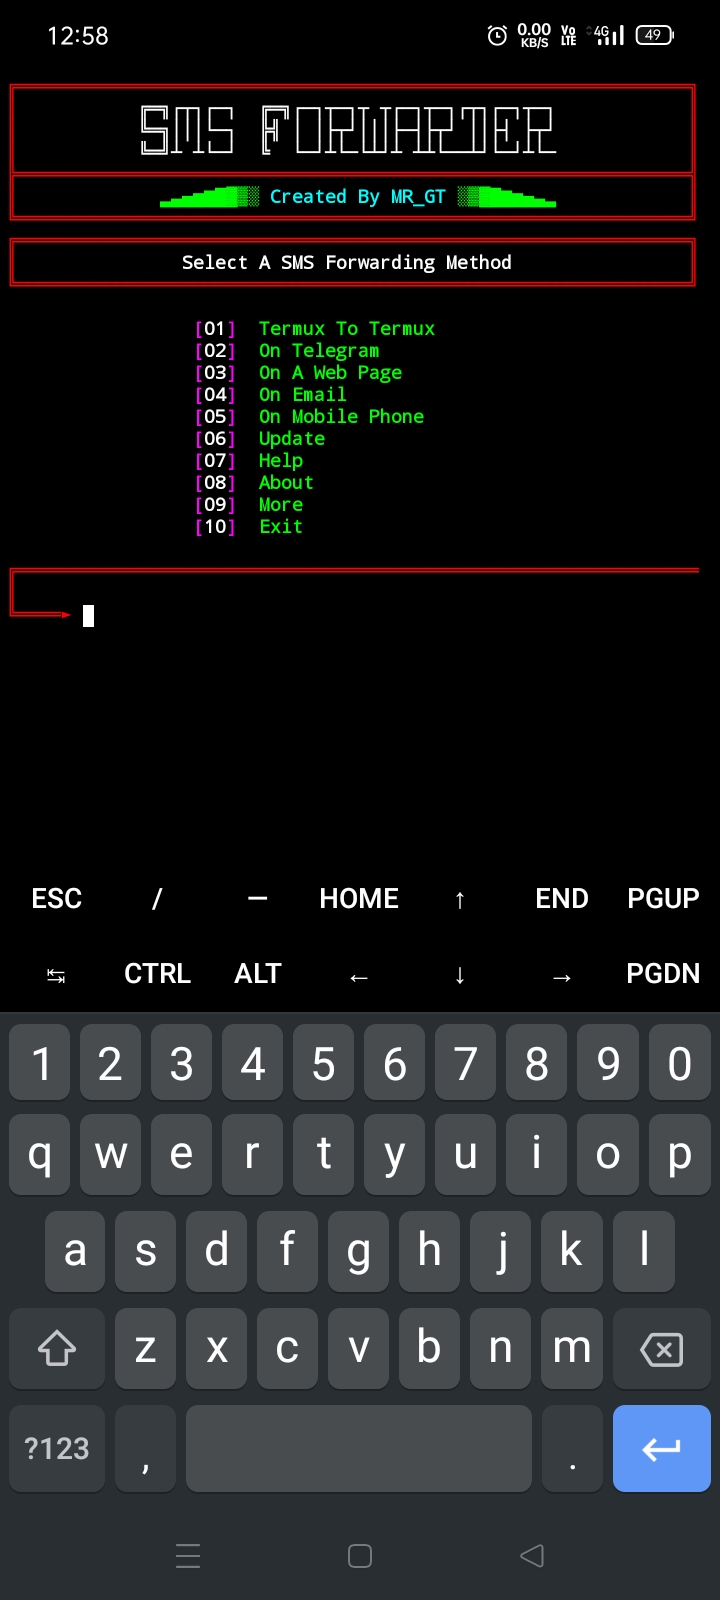 12:58 0.00 KB/S Vo LTE 4G 49
SMS FORWARTER
Created By MR_GT
Select A SMS Forwarding Method
[01] Termux To Termux
[02] On Telegram
[03] On A Web Page
[04] On Email
[05] On Mobile Phone
[06] Update
[07] Help
[08] About
[09] More
[10] Exit
ESC / — HOME ↑ END PGUP
↹ CTRL ALT ← ↓ → PGDN
1 2 3 4 5 6 7 8 9 0
q w e r t y u i o p
a s d f g h j k l
z x c v b n m
?123 , .